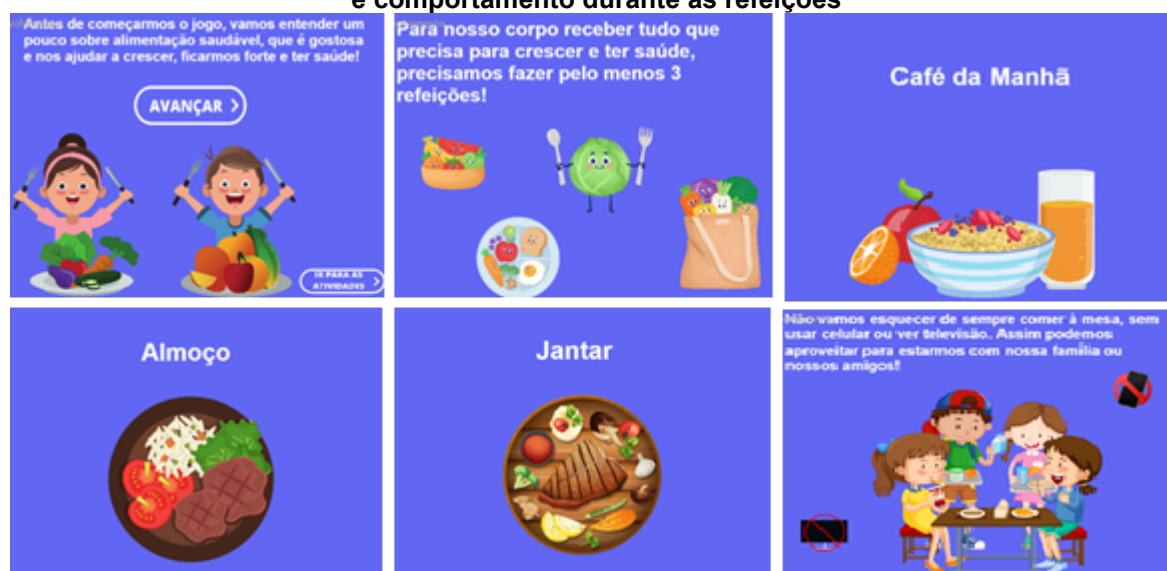 e comportamento durante as refeições
Antes de começarmos o jogo, vamos entender um
pouco sobre alimentação saudável, que é gostosa
e nos ajudar a crescer, ficarmos forte e ter saúde!
AVANÇAR >
IR PARA AS
ATIVIDADES >
Para nosso corpo receber tudo que
precisa para crescer e ter saúde,
precisamos fazer pelo menos 3
refeições!
Café da Manhã
Almoço
Jantar
Não vamos esquecer de sempre comer à mesa, sem
usar celular ou ver televisão. Assim podemos
aproveitar para estarmos com nossa família ou
nossos amigos!